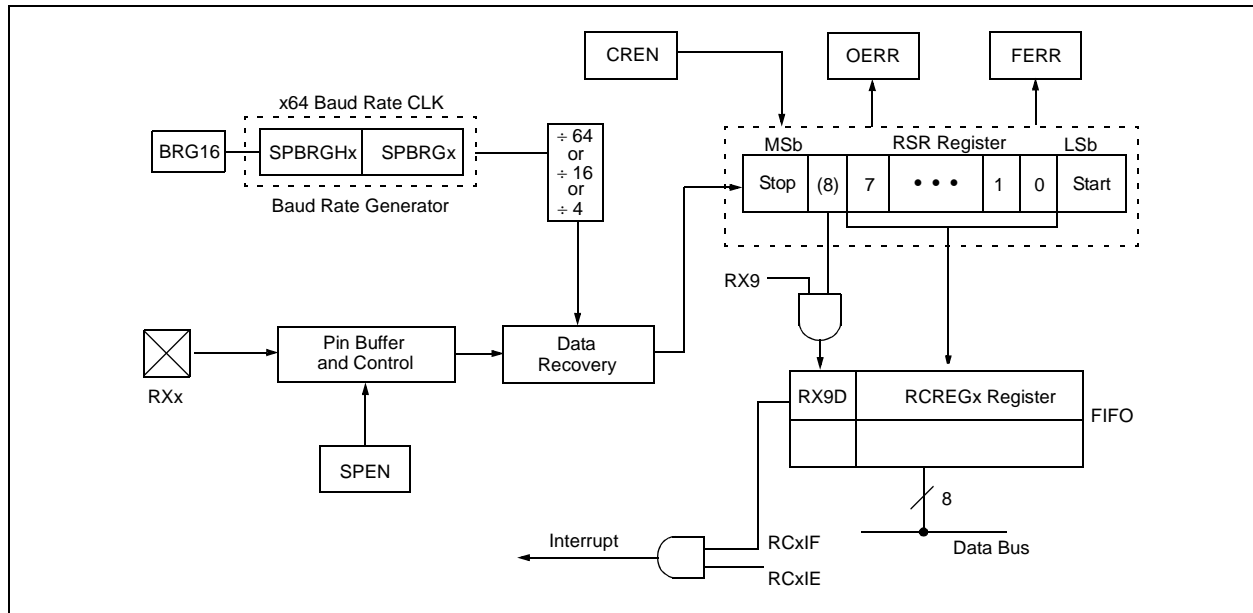 CREN
OERR
FERR
x64 Baud Rate CLK
BRG16
SPBRGHx
SPBRGx
Baud Rate Generator
÷ 64
or
÷ 16
or
÷ 4
MSb
RSR Register
LSb
Stop
(8)
7
• • •
1
0
Start
RX9
RXx
Pin Buffer
and Control
Data
Recovery
SPEN
RX9D
RCREGx Register
FIFO
8
Data Bus
Interrupt
RCxIF
RCxIE